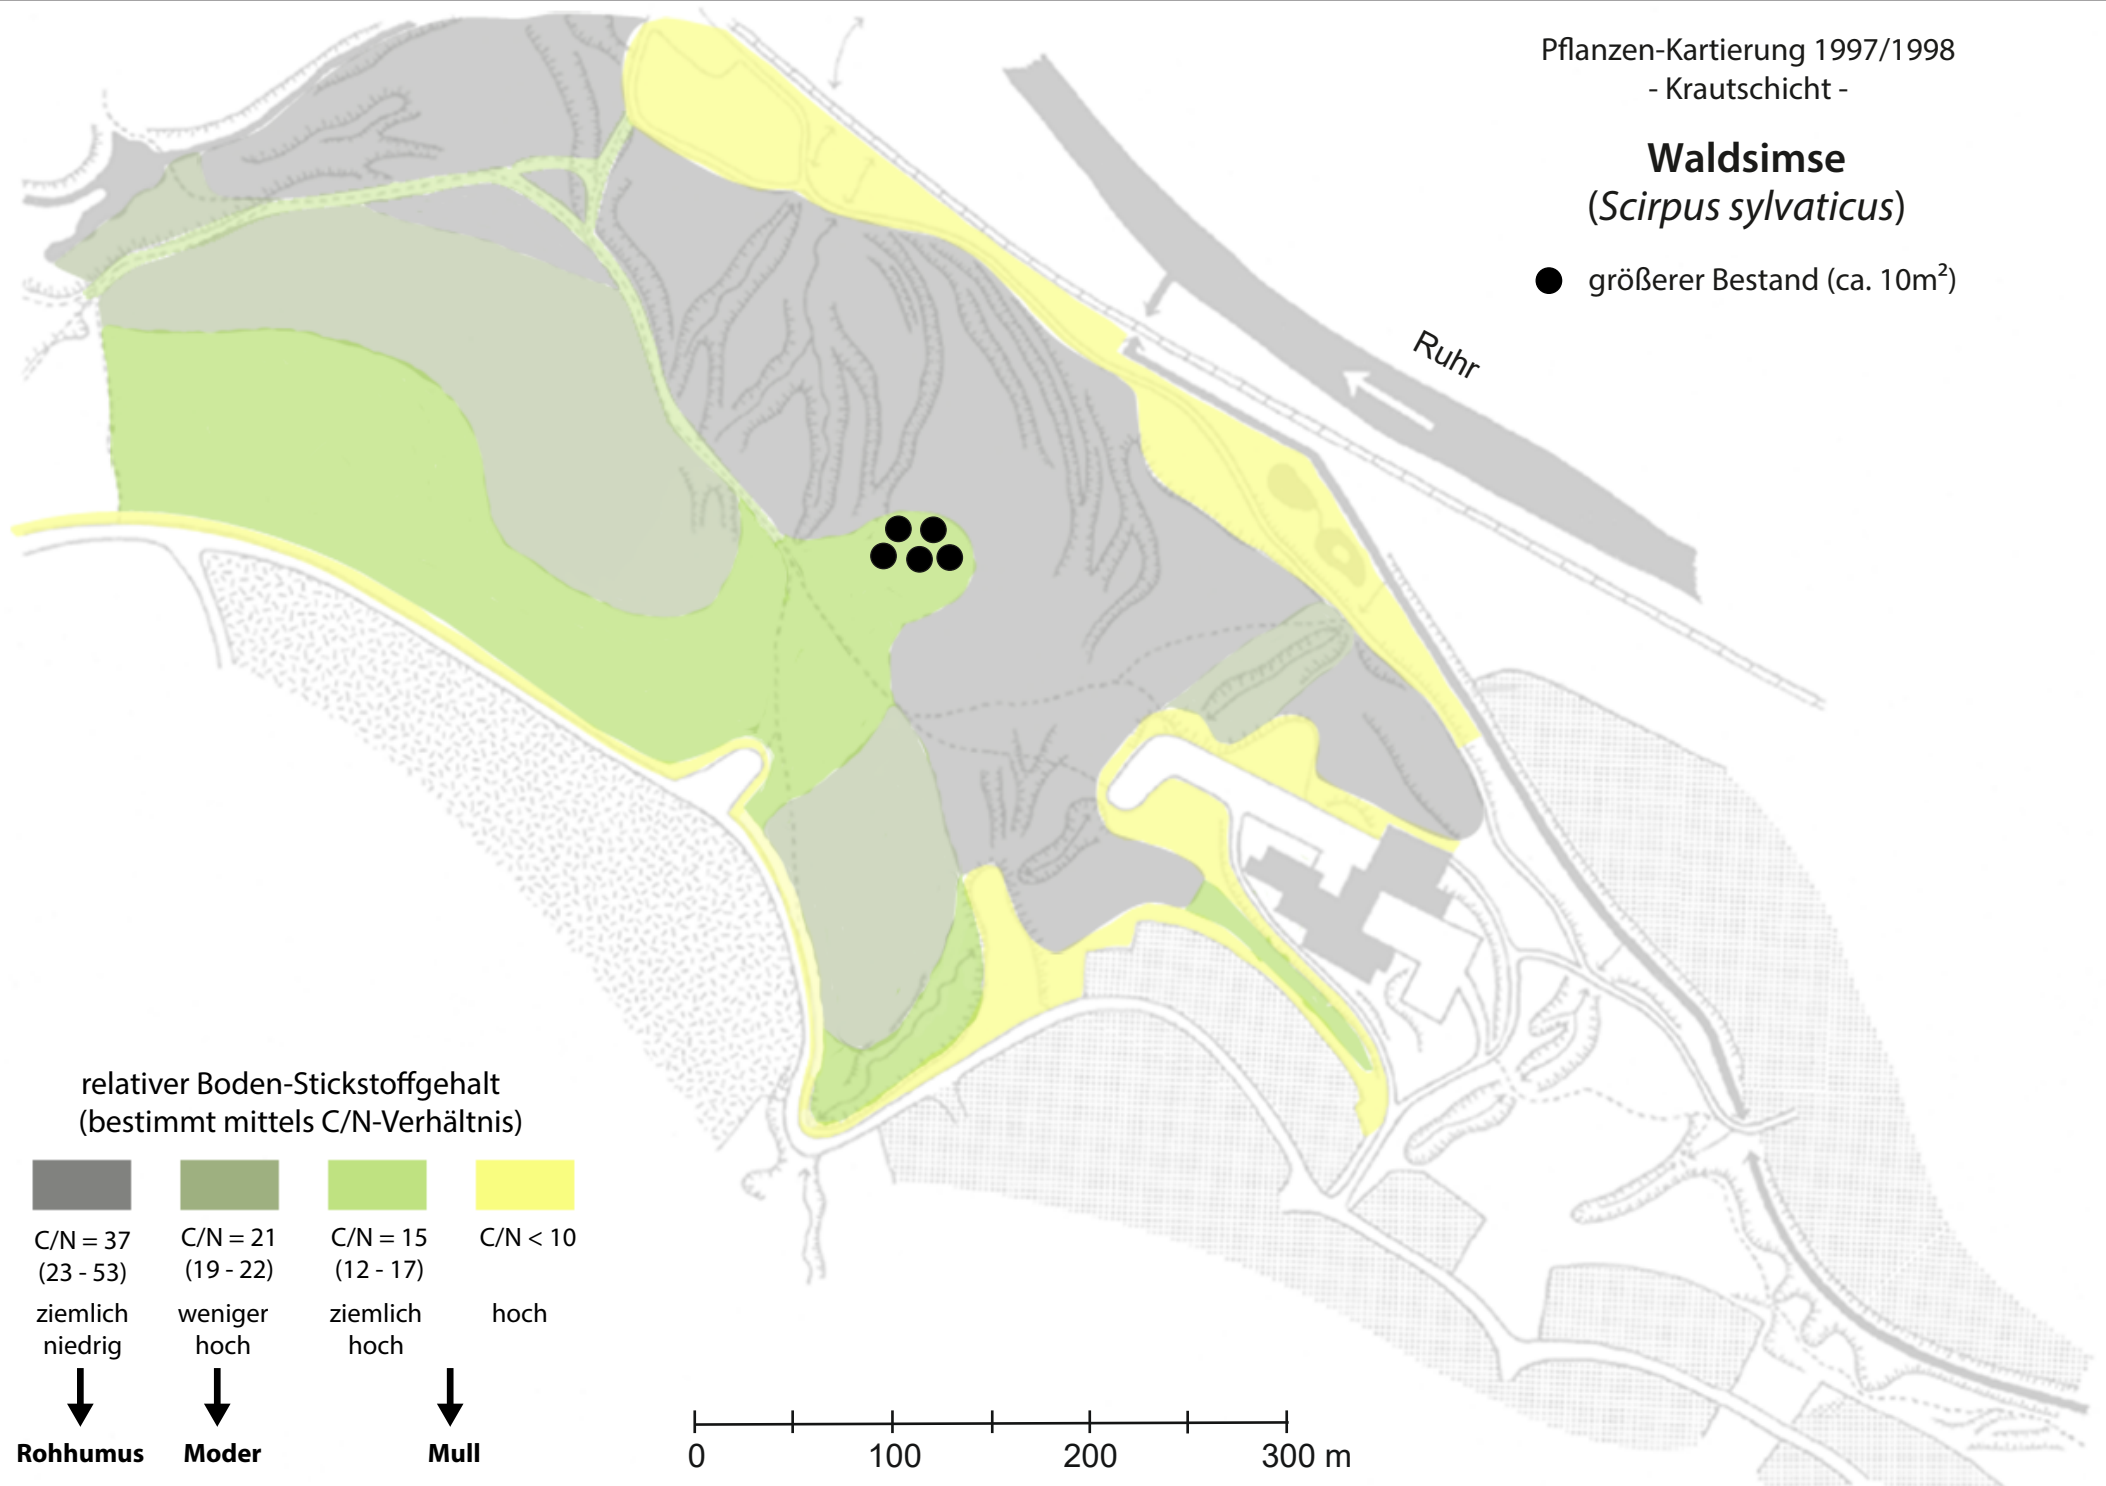 Pflanzen-Kartierung 1997/1998
- Krautschicht -
Waldsimse
(Scirpus sylvaticus)
größerer Bestand (ca. 10m²)
Ruhr
relativer Boden-Stickstoffgehalt
(bestimmt mittels C/N-Verhältnis)
C/N = 37 C/N = 21 C/N = 15 C/N < 10
(23 - 53) (19 - 22) (12 - 17)
ziemlich weniger ziemlich hoch
niedrig hoch hoch
Rohhumus Moder Mull
0 100 200 300 m